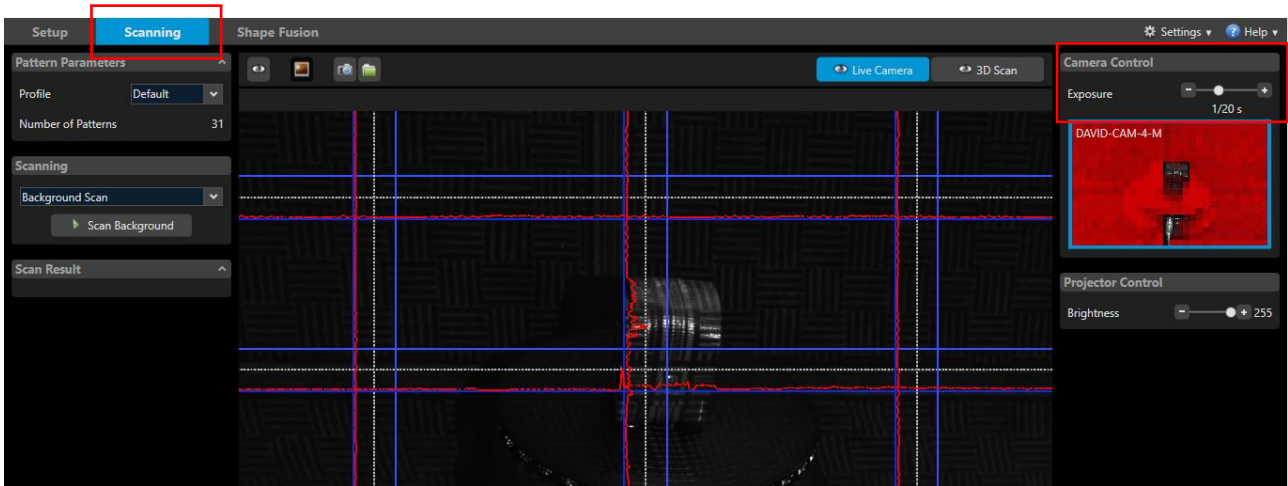 Setup Scanning Shape Fusion Settings Help
Pattern Parameters
Profile Default
Number of Patterns 31
Scanning
Background Scan
Scan Background
Scan Result
Live Camera 3D Scan
Camera Control
Exposure
1/20 s
DAVID-CAM-4-M
Projector Control
Brightness 255